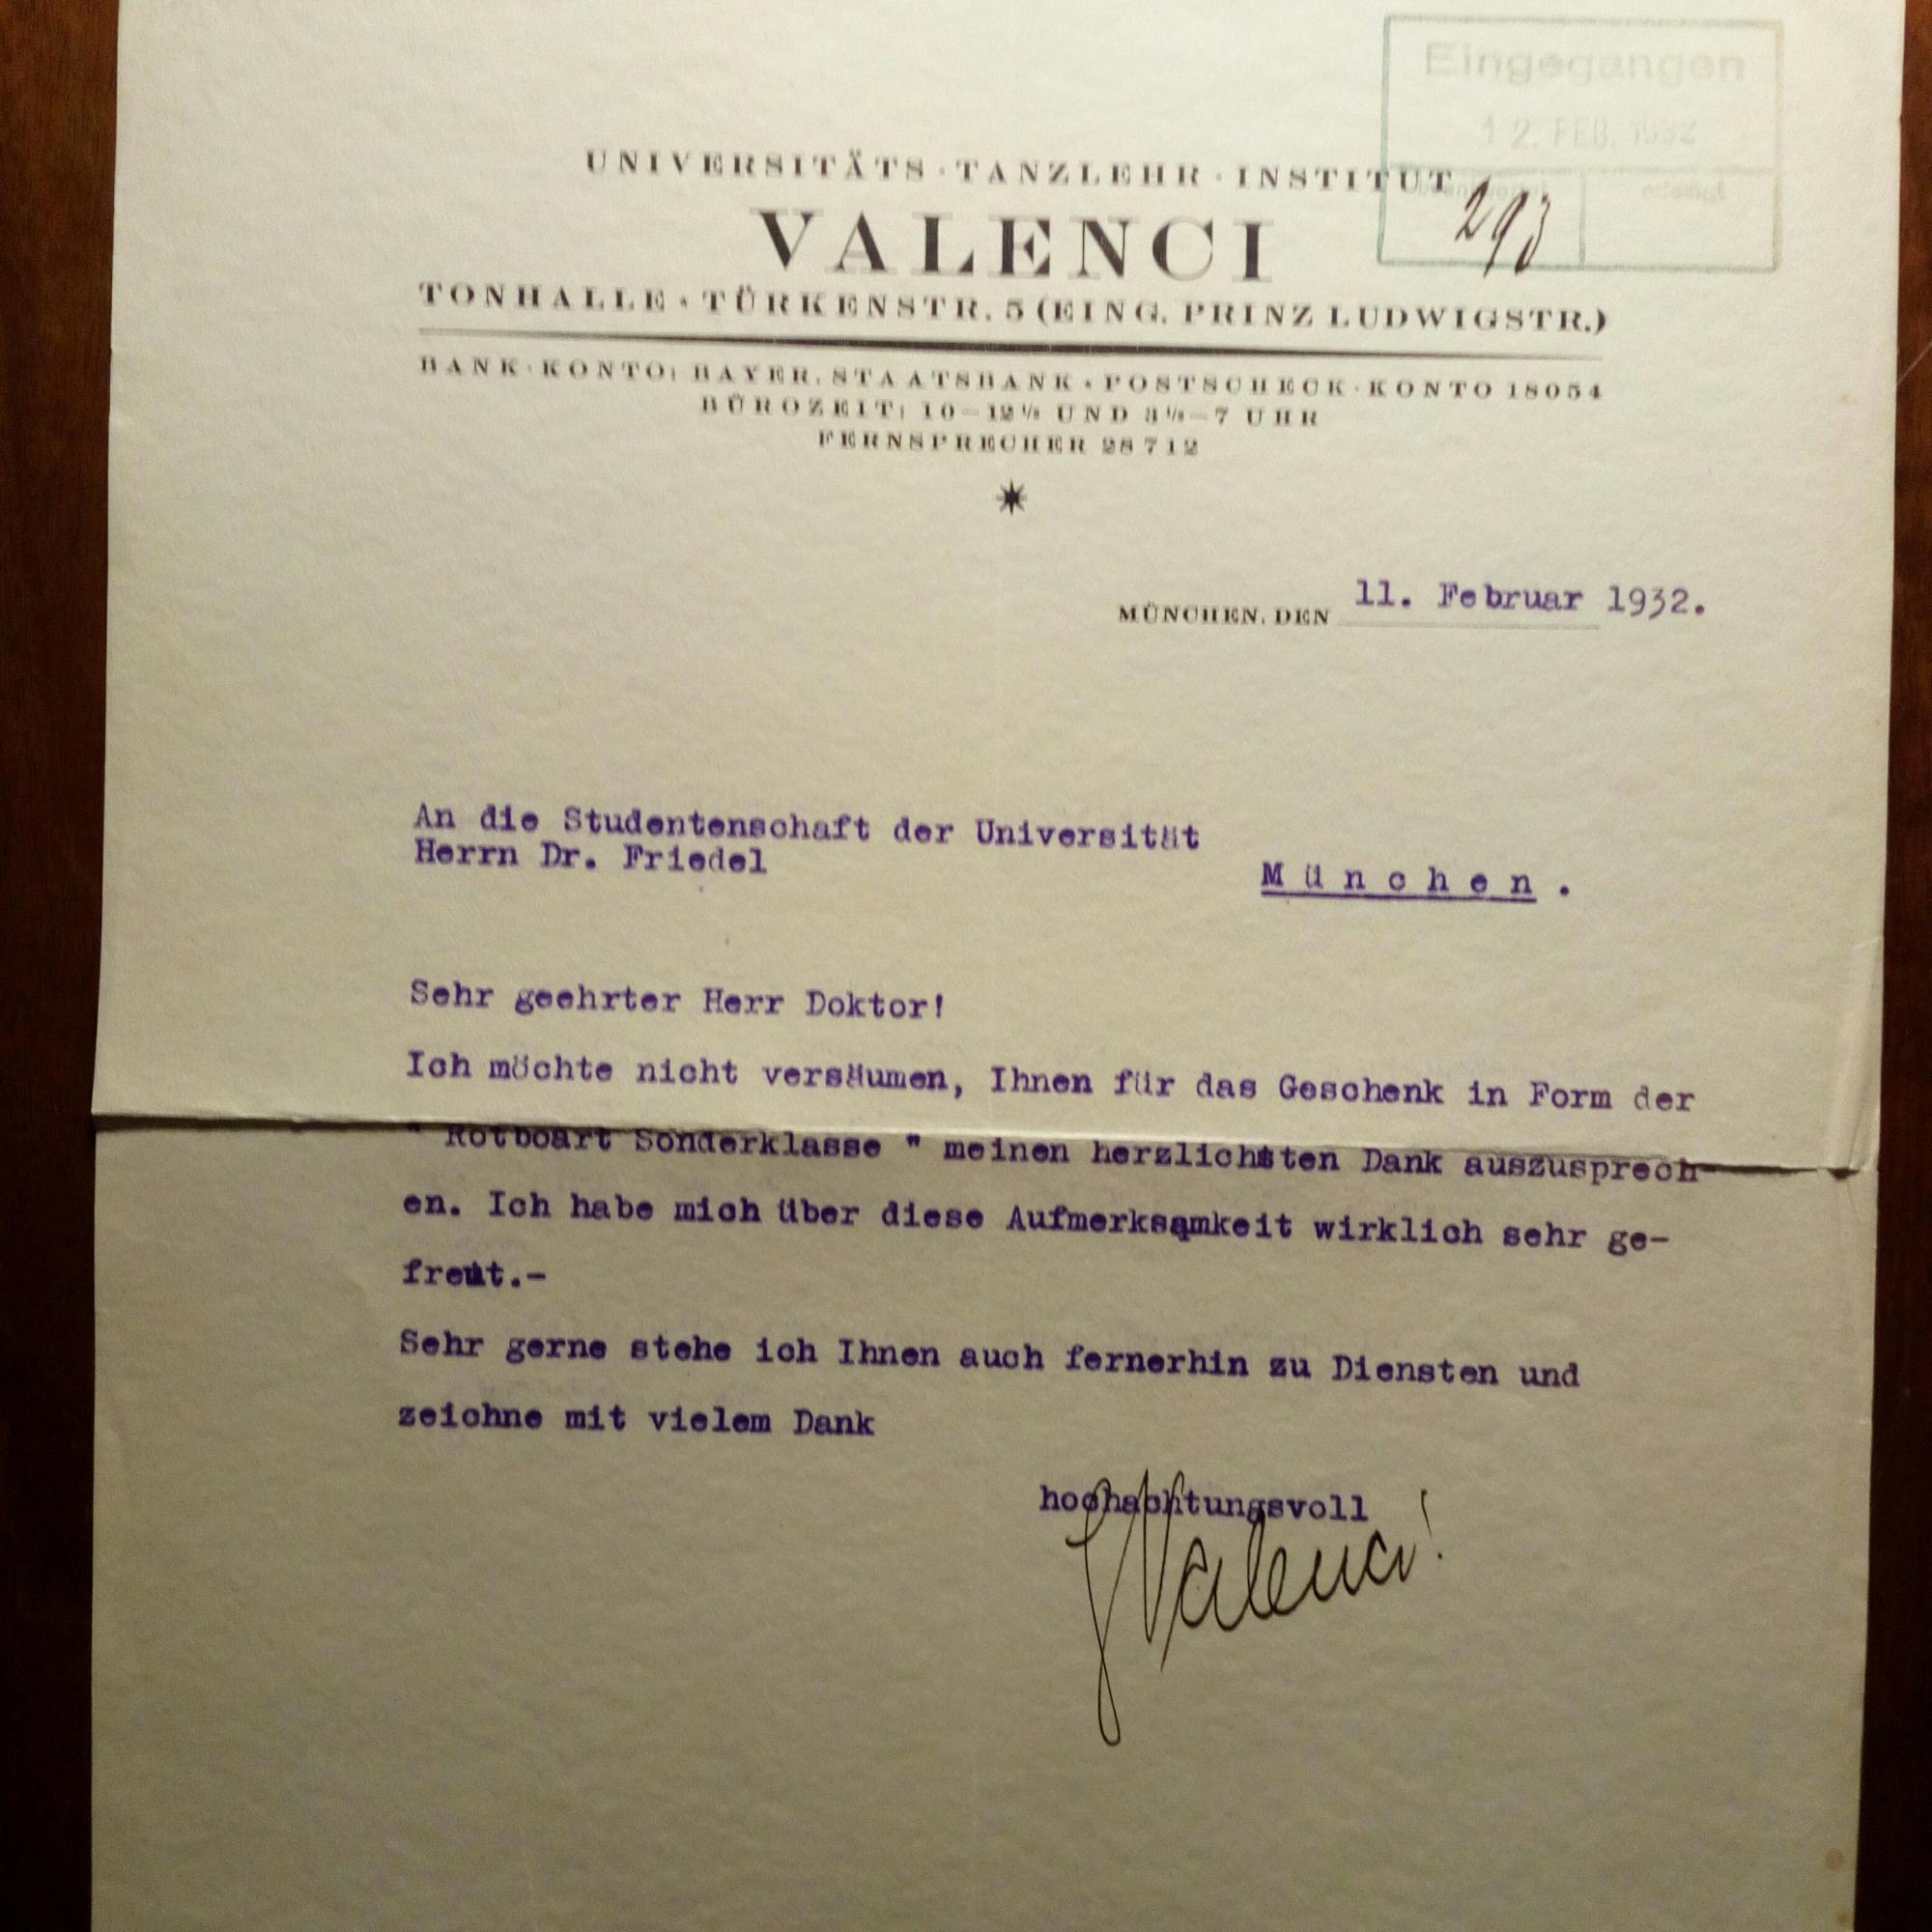 Eingegangen
12. FEB. 1932
293
UNIVERSITÄTS·TANZLEHR·INSTITUT
VALENCI
TONHALLE · TÜRKENSTR. 5 (EING. PRINZ LUDWIGSTR.)
BANK·KONTO: BAYER. STAATSBANK · POSTSCHECK·KONTO 18054
BÜROZEIT: 10–12½ UND 3½–7 UHR
FERNSPRECHER 28712
MÜNCHEN, DEN 11. Februar 1932.
An die Studentenschaft der Universität
Herrn Dr. Friedel
München.
Sehr geehrter Herr Doktor!
Ich möchte nicht versäumen, Ihnen für das Geschenk in Form der
" Rotboart Sonderklasse " meinen herzlichsten Dank auszusprech-
en. Ich habe mich über diese Aufmerksamkeit wirklich sehr ge-
freut.-
Sehr gerne stehe ich Ihnen auch fernerhin zu Diensten und
zeichne mit vielem Dank
hochachtungsvoll
Valenci